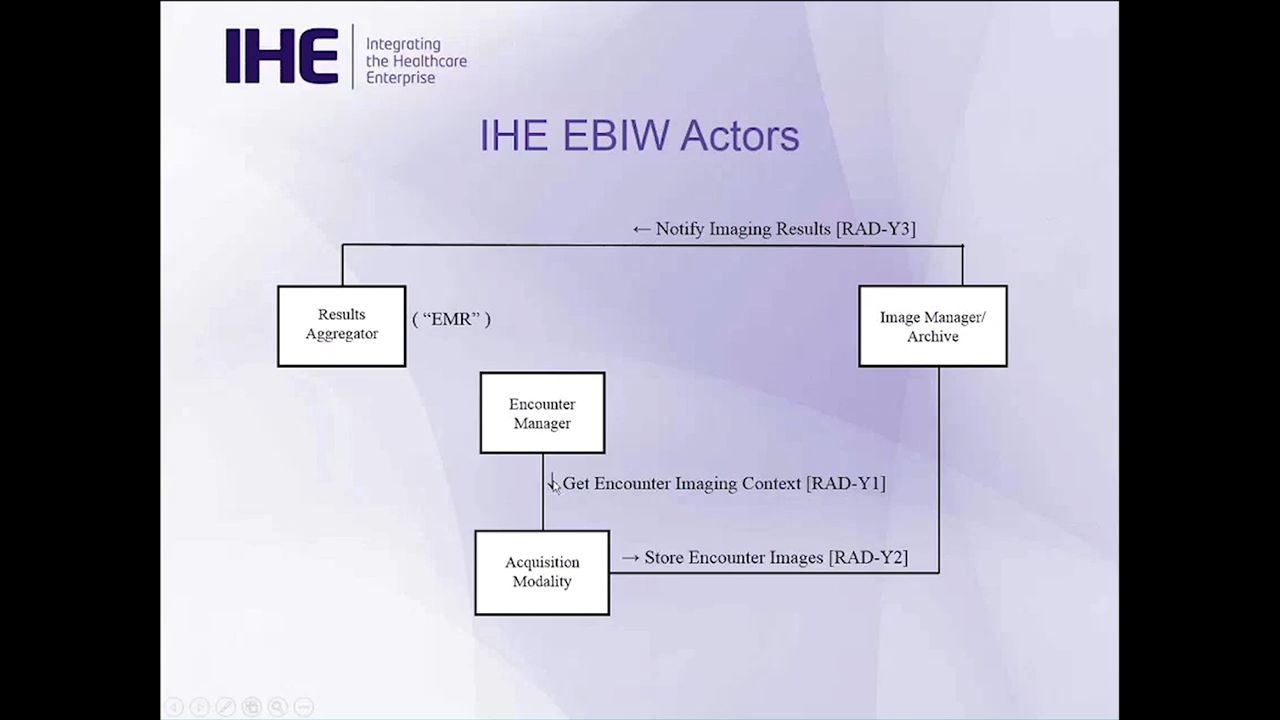 IHE
Integrating
the Healthcare
Enterprise
IHE EBIW Actors
← Notify Imaging Results [RAD-Y3]
Results
Aggregator
( “EMR” )
Image Manager/
Archive
Encounter
Manager
↓ Get Encounter Imaging Context [RAD-Y1]
Acquisition
Modality
→ Store Encounter Images [RAD-Y2]